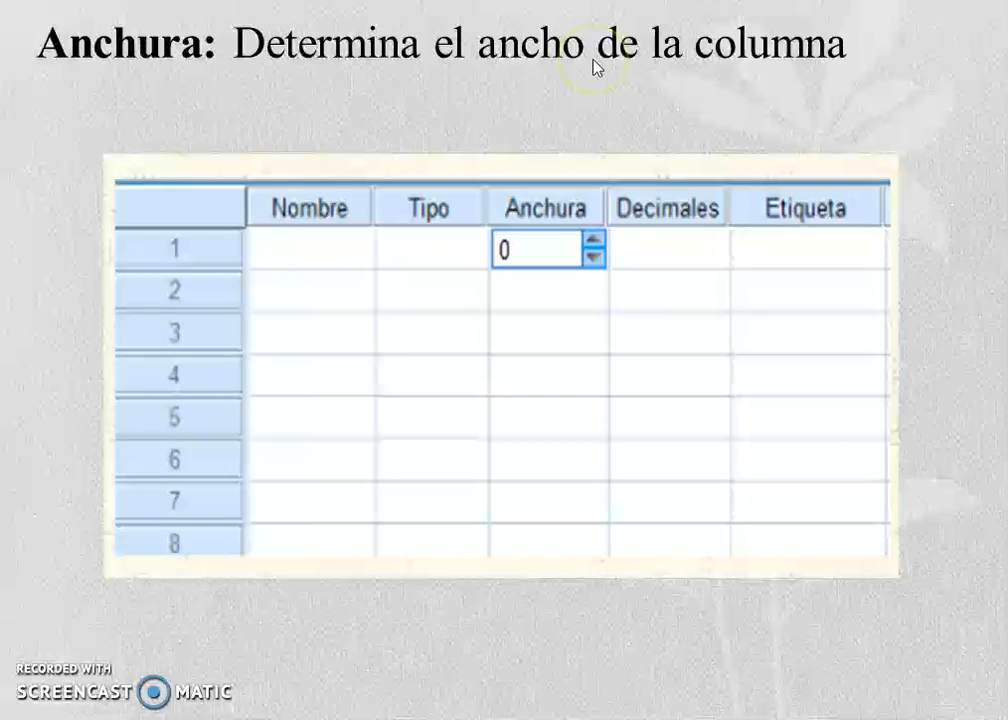 Anchura: Determina el ancho de la columna
Nombre Tipo Anchura Decimales Etiqueta
1 0
2
3
4
5
6
7
8
RECORDED WITH
SCREENCAST MATIC